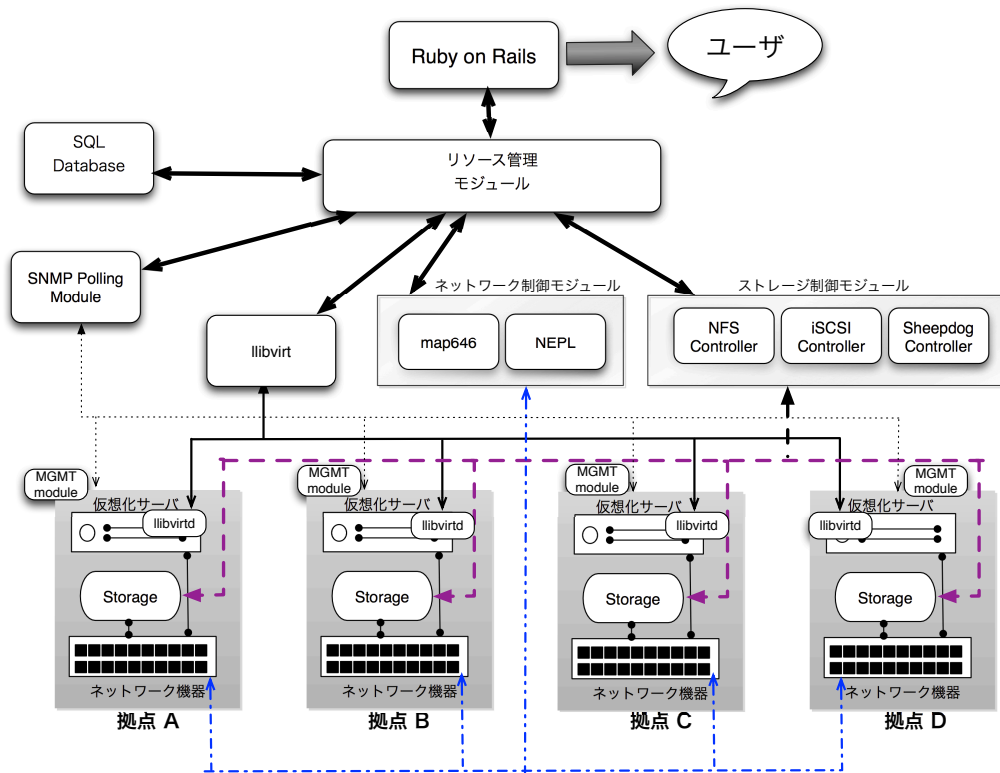 Ruby on Rails
ユーザ
SQL
Database
リソース管理
モジュール
SNMP Polling
Module
llibvirt
ネットワーク制御モジュール
map646
NEPL
ストレージ制御モジュール
NFS
Controller
iSCSI
Controller
Sheepdog
Controller
MGMT
module
仮想化サーバ
llibvirtd
Storage
ネットワーク機器
拠点 A
MGMT
module
仮想化サーバ
llibvirtd
Storage
ネットワーク機器
拠点 B
MGMT
module
仮想化サーバ
llibvirtd
Storage
ネットワーク機器
拠点 C
MGMT
module
仮想化サーバ
llibvirtd
Storage
ネットワーク機器
拠点 D